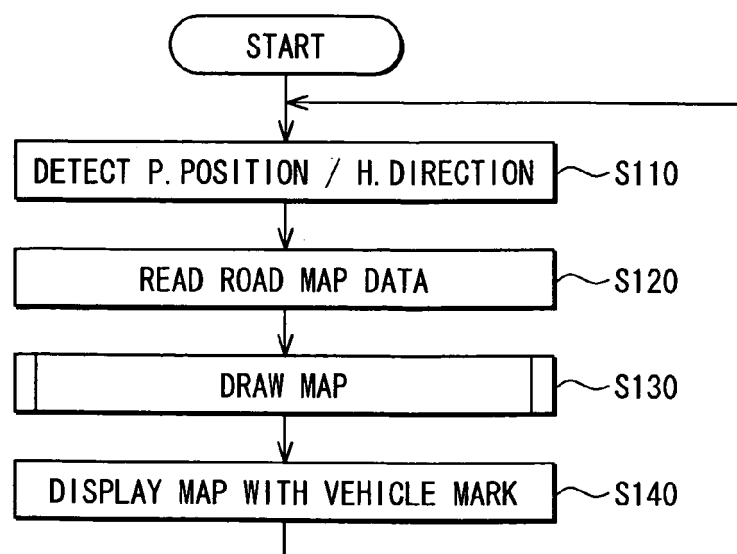 START
DETECT P.POSITION / H.DIRECTION S110
READ ROAD MAP DATA S120
DRAW MAP S130
DISPLAY MAP WITH VEHICLE MARK S140